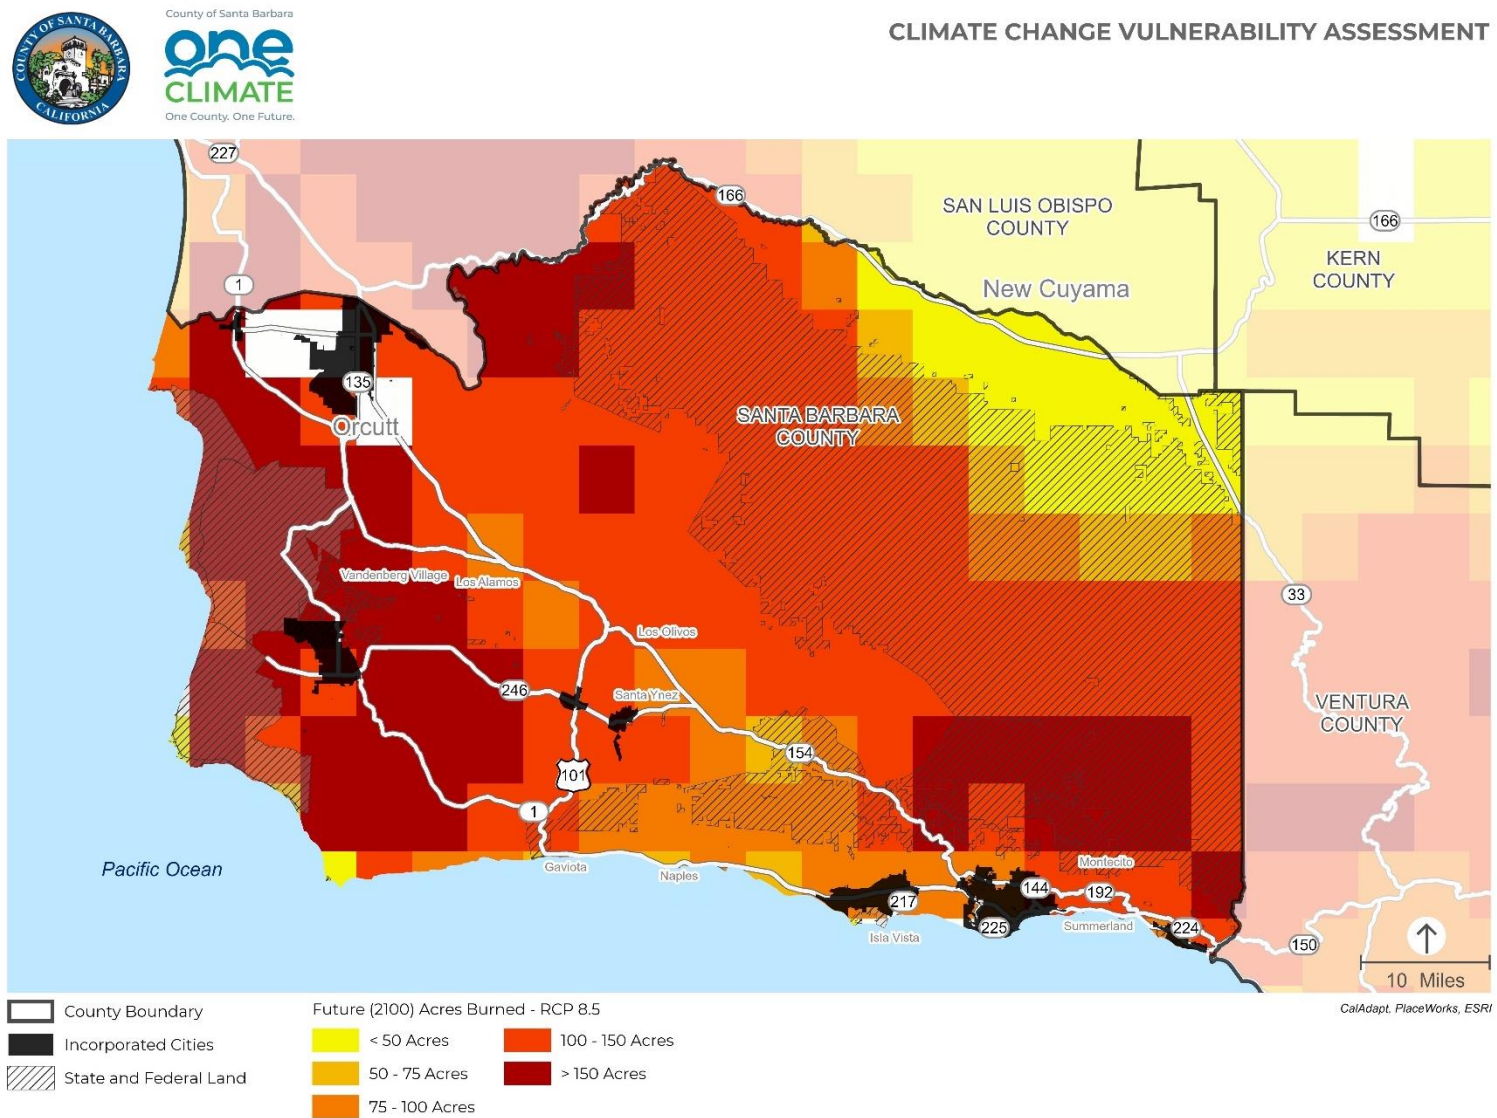 County of Santa Barbara
COUNTY OF SANTA BARBARA
CALIFORNIA
one
CLIMATE
One County. One Future.
CLIMATE CHANGE VULNERABILITY ASSESSMENT
227
166
SAN LUIS OBISPO
COUNTY
166
KERN
COUNTY
1
New Cuyama
135
Orcutt
SANTA BARBARA
COUNTY
Vandenberg Village
Los Alamos
33
Los Olivos
246
Santa Ynez
VENTURA
COUNTY
154
101
1
Pacific Ocean
Gaviota
Naples
Montecito
144
192
217
225
Isla Vista
Summerland
224
150
10 Miles
County Boundary
Incorporated Cities
State and Federal Land
Future (2100) Acres Burned - RCP 8.5
< 50 Acres
50 - 75 Acres
75 - 100 Acres
100 - 150 Acres
> 150 Acres
CalAdapt, PlaceWorks, ESRI